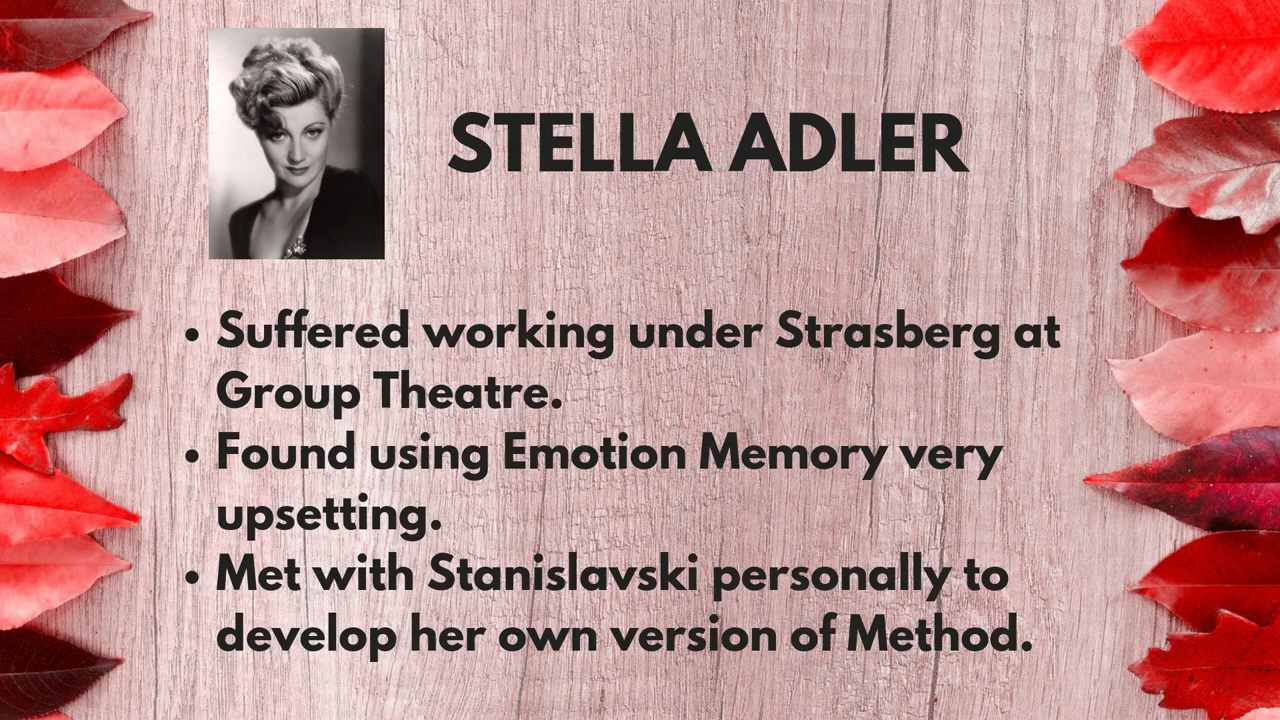 STELLA ADLER
• Suffered working under Strasberg at
Group Theatre.
• Found using Emotion Memory very
upsetting.
• Met with Stanislavski personally to
develop her own version of Method.